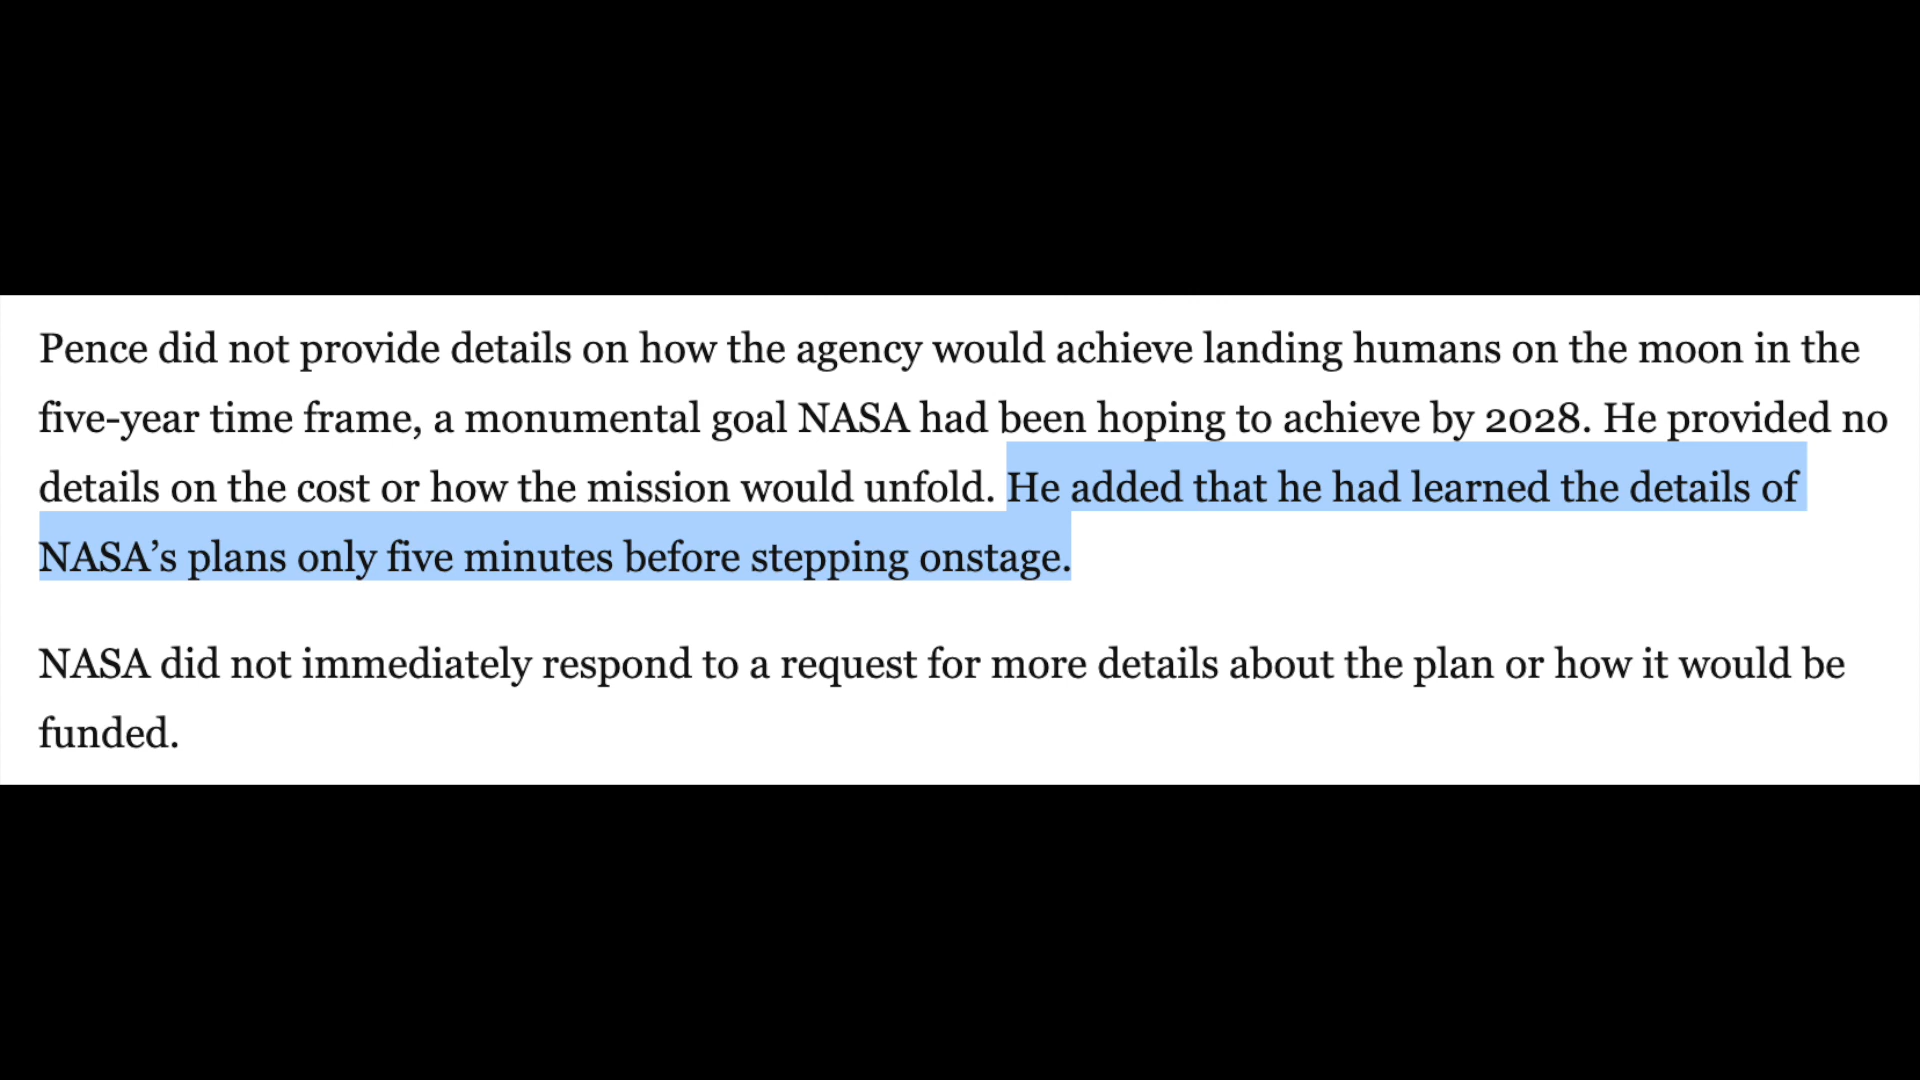 Pence did not provide details on how the agency would achieve landing humans on the moon in the
five-year time frame, a monumental goal NASA had been hoping to achieve by 2028. He provided no
details on the cost or how the mission would unfold. He added that he had learned the details of
NASA’s plans only five minutes before stepping onstage.
NASA did not immediately respond to a request for more details about the plan or how it would be
funded.